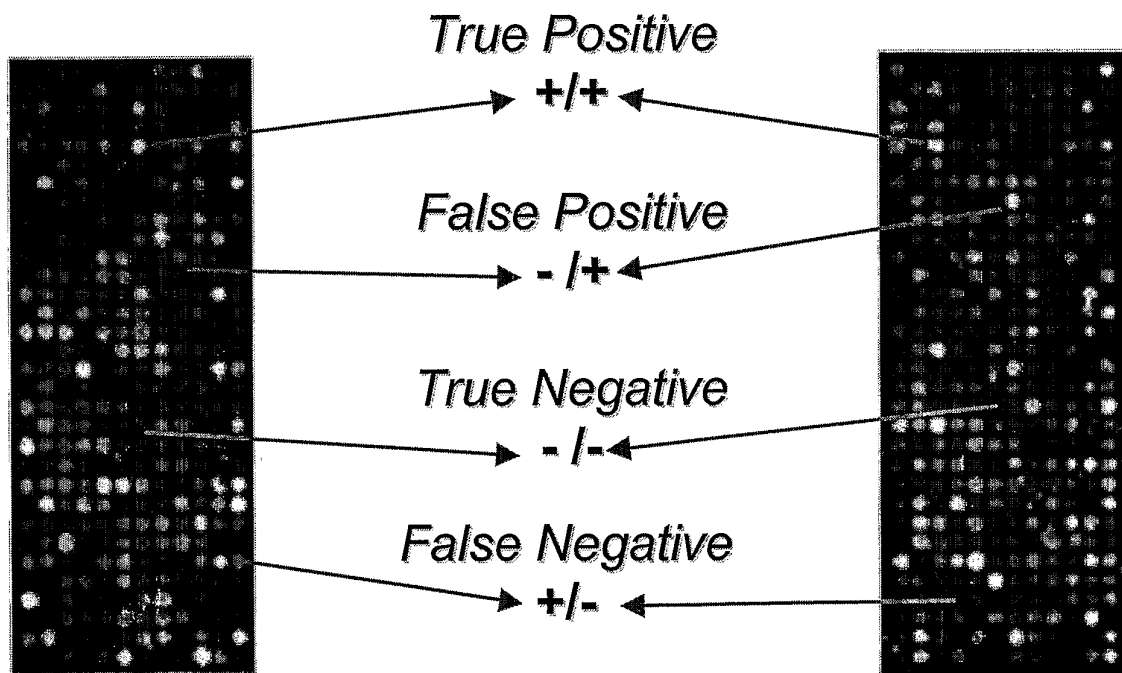 True Positive
+/+
False Positive
- /+
True Negative
- /-
False Negative
+/-